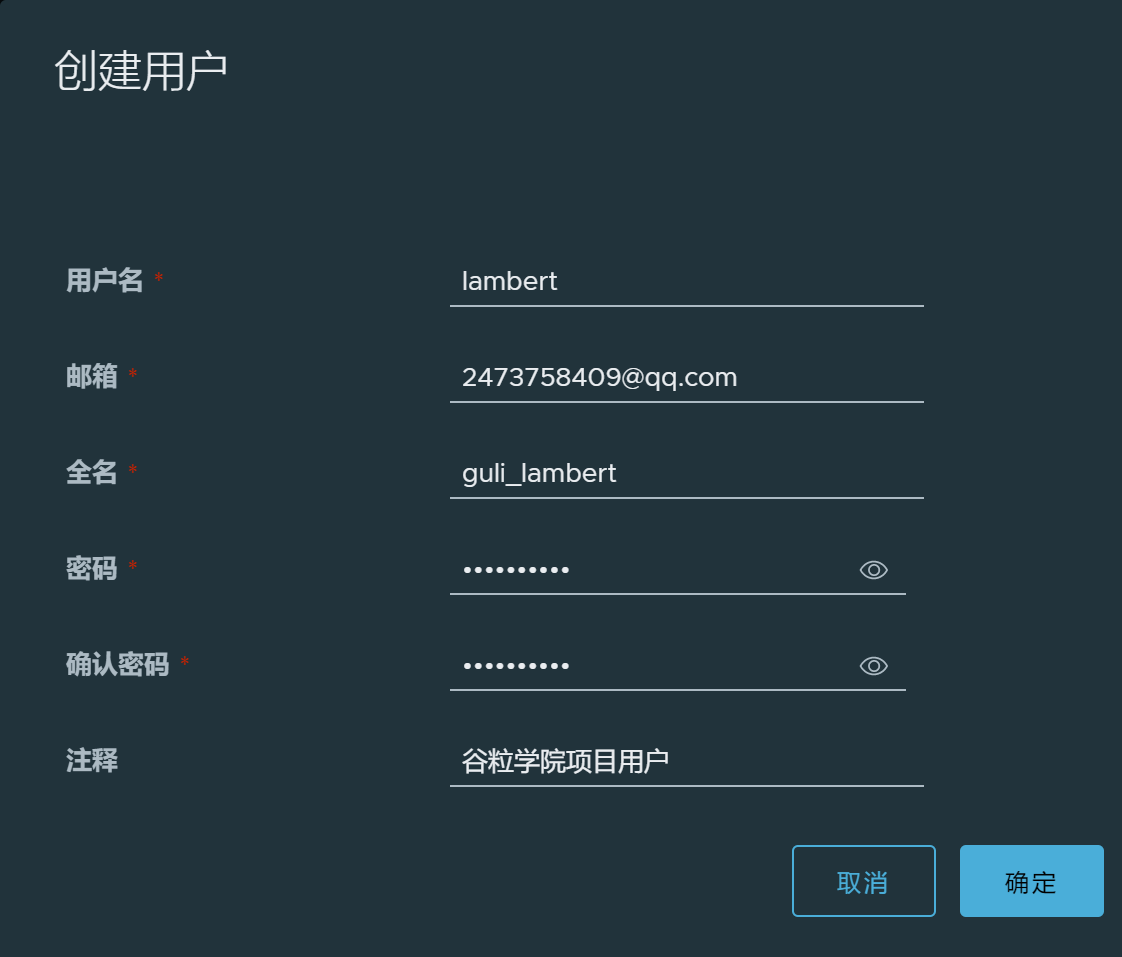 创建用户
用户名 * lambert
邮箱 * 2473758409@qq.com
全名 * guli_lambert
密码 * ••••••••••
确认密码 * ••••••••••
注释 谷粒学院项目用户
取消 确定